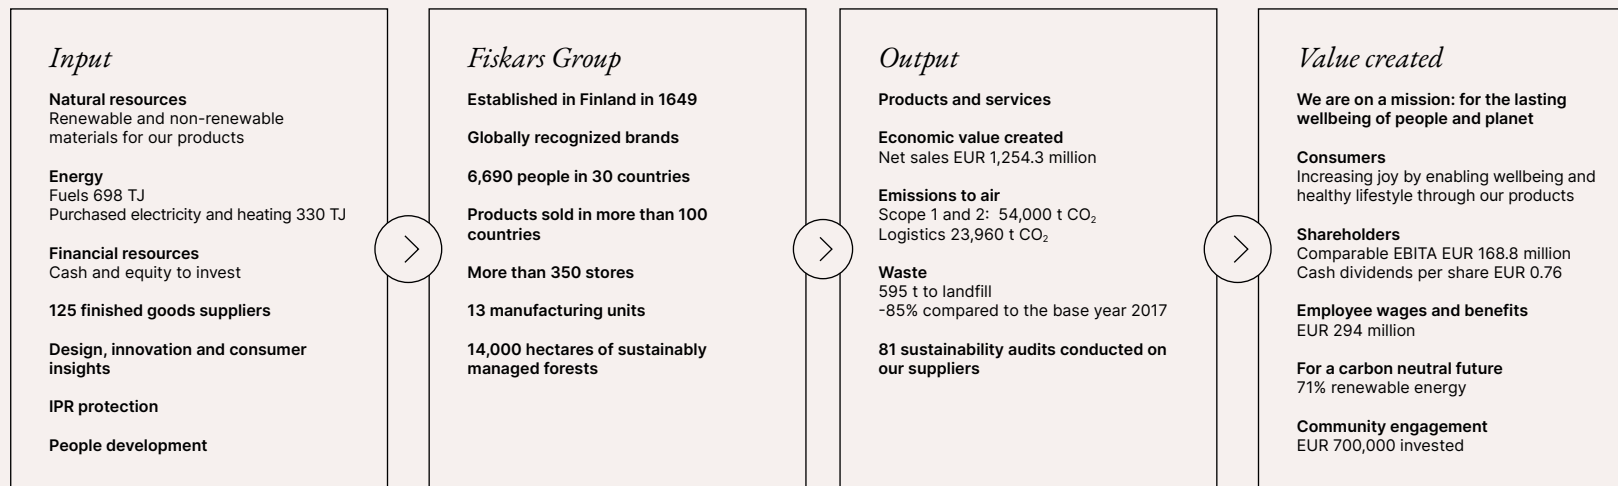 Input
Natural resources
Renewable and non-renewable
materials for our products
Energy
Fuels 698 TJ
Purchased electricity and heating 330 TJ
Financial resources
Cash and equity to invest
125 finished goods suppliers
Design, innovation and consumer
insights
IPR protection
People development
Fiskars Group
Established in Finland in 1649
Globally recognized brands
6,690 people in 30 countries
Products sold in more than 100
countries
More than 350 stores
13 manufacturing units
14,000 hectares of sustainably
managed forests
Output
Products and services
Economic value created
Net sales EUR 1,254.3 million
Emissions to air
Scope 1 and 2:  54,000 t CO₂
Logistics 23,960 t CO₂
Waste
595 t to landfill
-85% compared to the base year 2017
81 sustainability audits conducted on
our suppliers
Value created
We are on a mission: for the lasting
wellbeing of people and planet
Consumers
Increasing joy by enabling wellbeing and
healthy lifestyle through our products
Shareholders
Comparable EBITA EUR 168.8 million
Cash dividends per share EUR 0.76
Employee wages and benefits
EUR 294 million
For a carbon neutral future
71% renewable energy
Community engagement
EUR 700,000 invested